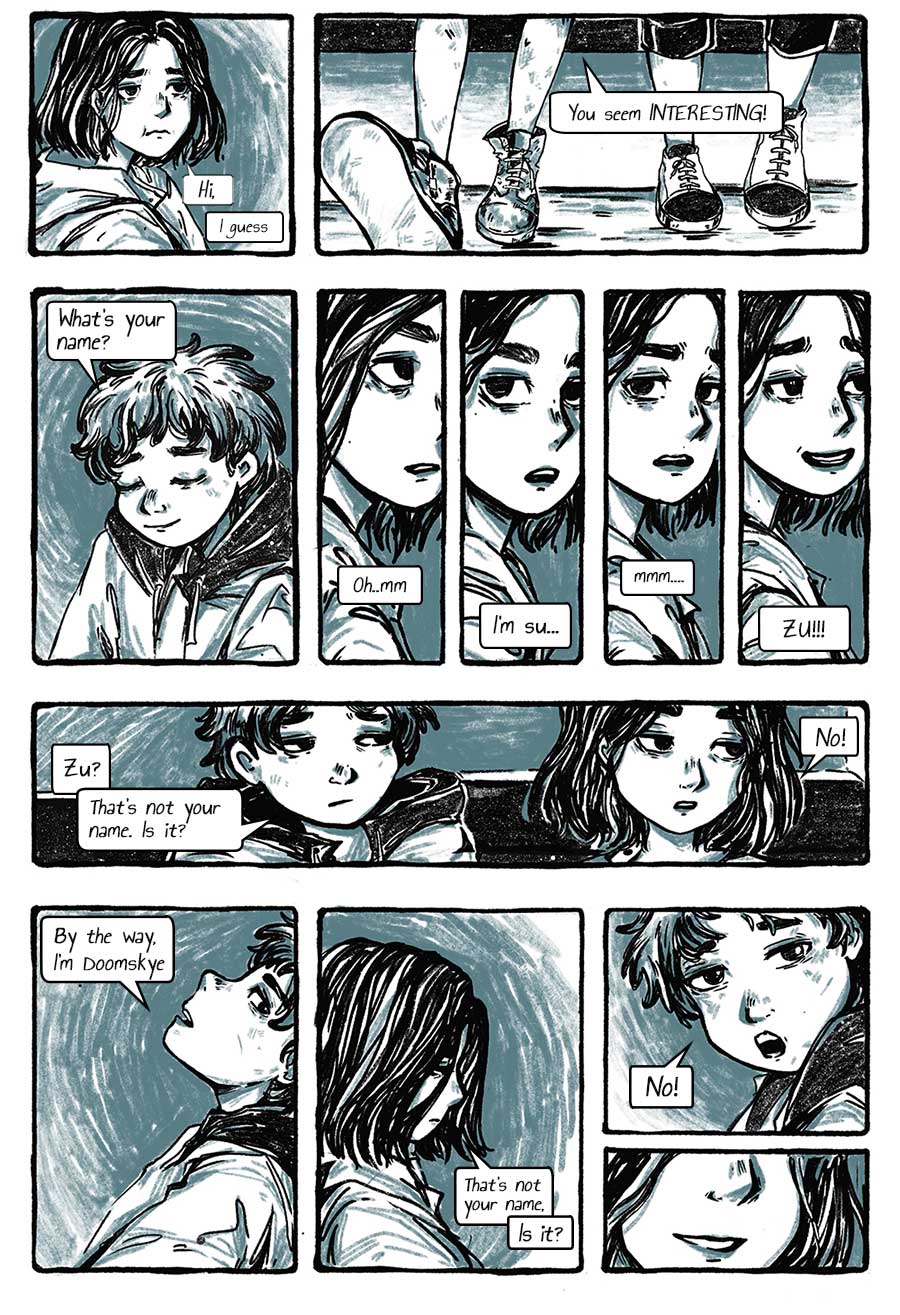 Hi,
I guess
You seem INTERESTING!
What's your
name?
Oh..mm
I'm su...
mmm....
Zu!!!
Zu?
That's not your
name. Is it?
No!
By the way,
I'm Doomskye
That's not
your name.
Is it?
No!